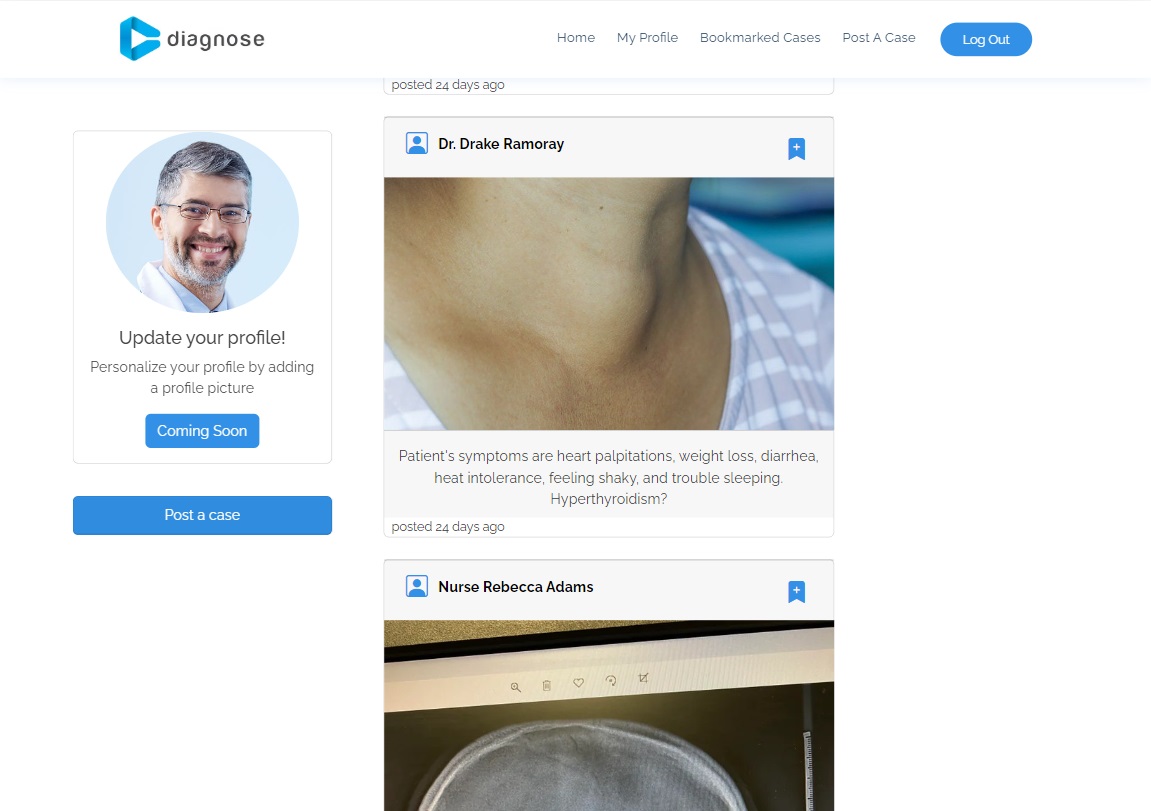 diagnose
Home
My Profile
Bookmarked Cases
Post A Case
Log Out
posted 24 days ago
Update your profile!
Personalize your profile by adding
a profile picture
Coming Soon
Post a case
Dr. Drake Ramoray
Patient's symptoms are heart palpitations, weight loss, diarrhea,
heat intolerance, feeling shaky, and trouble sleeping.
Hyperthyroidism?
posted 24 days ago
Nurse Rebecca Adams